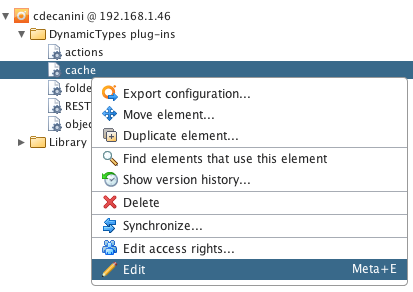 cdecanini @ 192.168.1.46
DynamicTypes plug-ins
actions
cache
folde
REST
objec
Library
Export configuration...
Move element...
Duplicate element...
Find elements that use this element
Show version history...
Delete
Synchronize...
Edit access rights...
Edit Meta+E